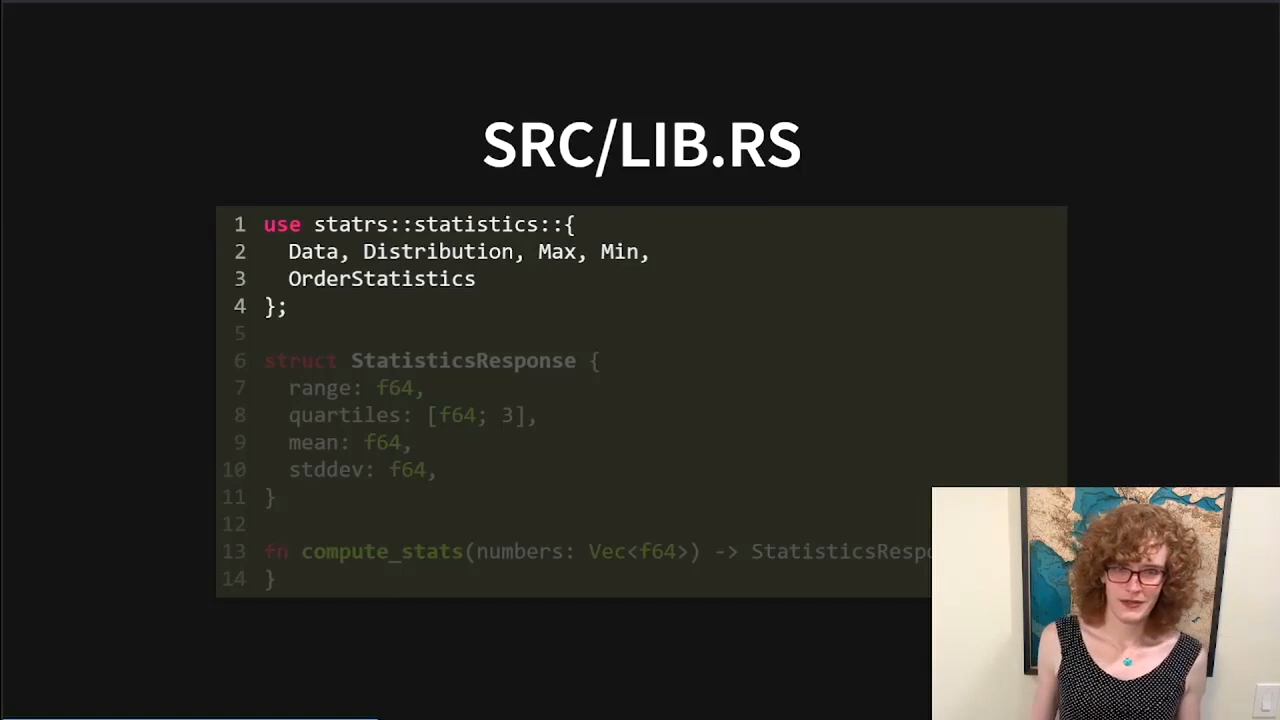 SRC/LIB.RS
1 use statrs::statistics::{
2 Data, Distribution, Max, Min,
3 OrderStatistics
4 };
5
6 struct StatisticsResponse {
7 range: f64,
8 quartiles: [f64; 3],
9 mean: f64,
10 stddev: f64,
11 }
12
13 fn compute_stats(numbers: Vec<f64>) -> StatisticsRespo
14 }